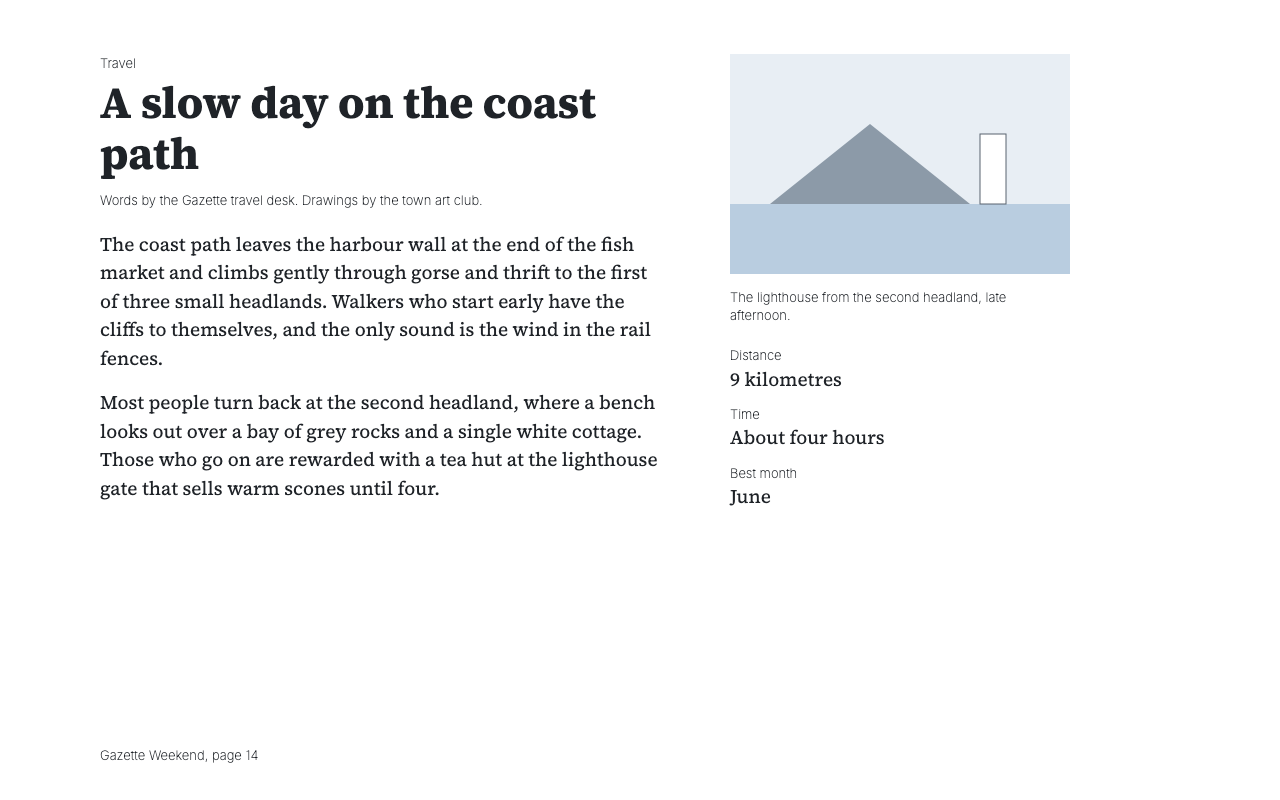 Travel
A slow day on the coast
path
Words by the Gazette travel desk. Drawings by the town art club.
The coast path leaves the harbour wall at the end of the fish
market and climbs gently through gorse and thrift to the first
of three small headlands. Walkers who start early have the
cliffs to themselves, and the only sound is the wind in the rail
fences.
Most people turn back at the second headland, where a bench
looks out over a bay of grey rocks and a single white cottage.
Those who go on are rewarded with a tea hut at the lighthouse
gate that sells warm scones until four.
The lighthouse from the second headland, late
afternoon.
Distance
9 kilometres
Time
About four hours
Best month
June
Gazette Weekend, page 14